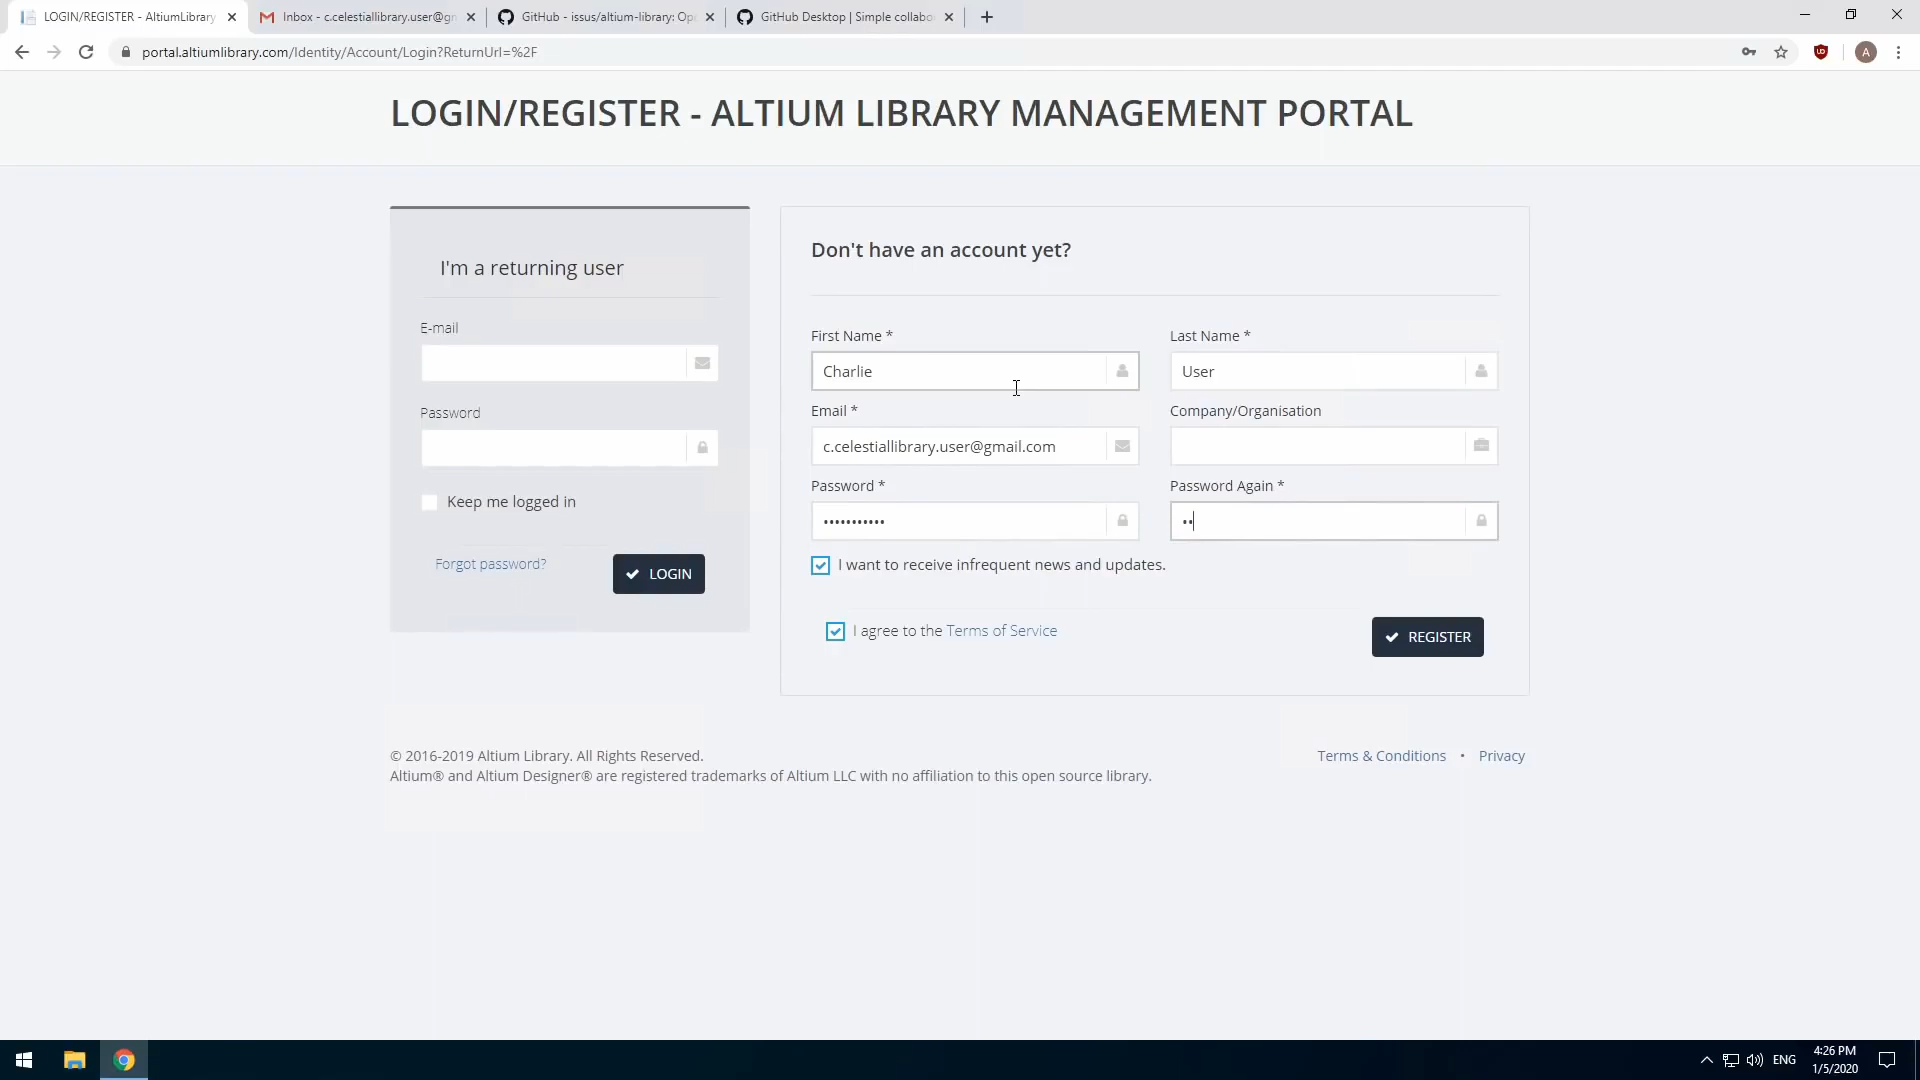 LOGIN/REGISTER - AltiumLibrary
Inbox - c.celestiallibrary.user@gm
GitHub - issus/altium-library: Ope
GitHub Desktop | Simple collabo
portal.altiumlibrary.com/Identity/Account/Login?ReturnUrl=%2F
A
LOGIN/REGISTER - ALTIUM LIBRARY MANAGEMENT PORTAL
I'm a returning user
E-mail
Password
Keep me logged in
Forgot password?
LOGIN
Don't have an account yet?
First Name *
Last Name *
Charlie
User
Email *
Company/Organisation
c.celestiallibrary.user@gmail.com
Password *
Password Again *
•••••••••••
••
I want to receive infrequent news and updates.
I agree to the Terms of Service
REGISTER
© 2016-2019 Altium Library. All Rights Reserved.
Altium® and Altium Designer® are registered trademarks of Altium LLC with no affiliation to this open source library.
Terms & Conditions • Privacy
ENG
4:26 PM
1/5/2020